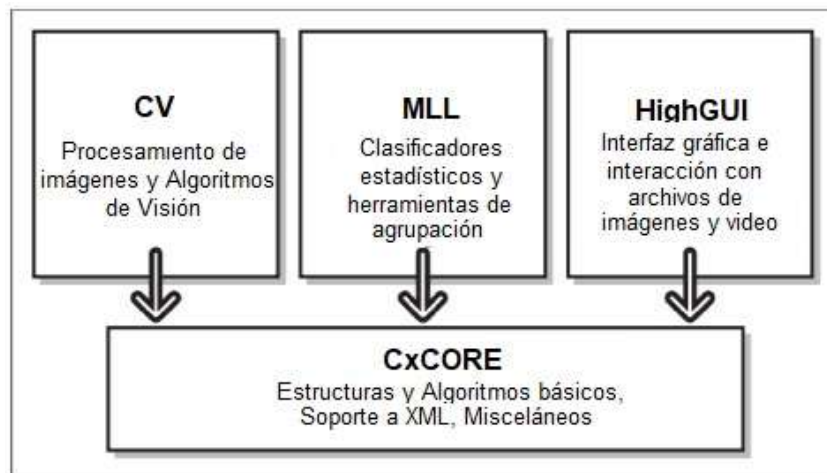 CV
Procesamiento de
imágenes y Algoritmos
de Visión
MLL
Clasificadores
estadísticos y
herramientas de
agrupación
HighGUI
Interfaz gráfica e
interacción con
archivos de
imágenes y video
CxCORE
Estructuras y Algoritmos básicos,
Soporte a XML, Misceláneos